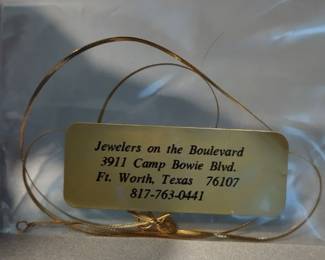 Jewelers on the Boulevard
3911 Camp Bowie Blvd.
Ft. Worth, Texas 76107
817-763-0441